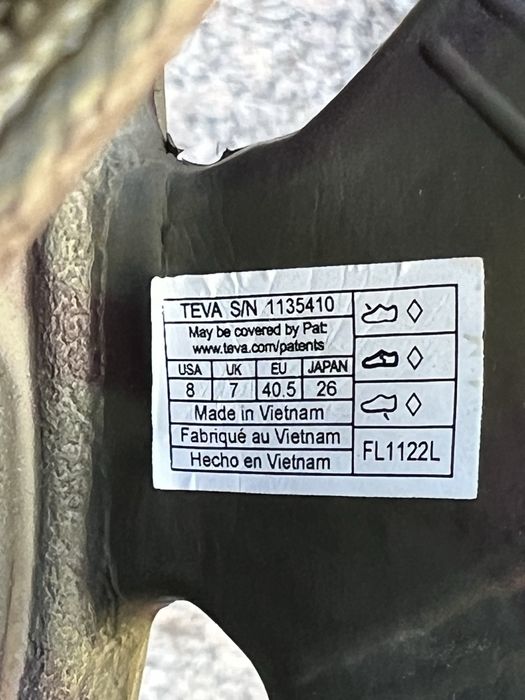 TEVA S/N 1135410
May be covered by Pat:
www.teva.com/patents
USA UK EU JAPAN
8 7 40.5 26
Made in Vietnam
Fabriqué au Vietnam
Hecho en Vietnam
FL1122L